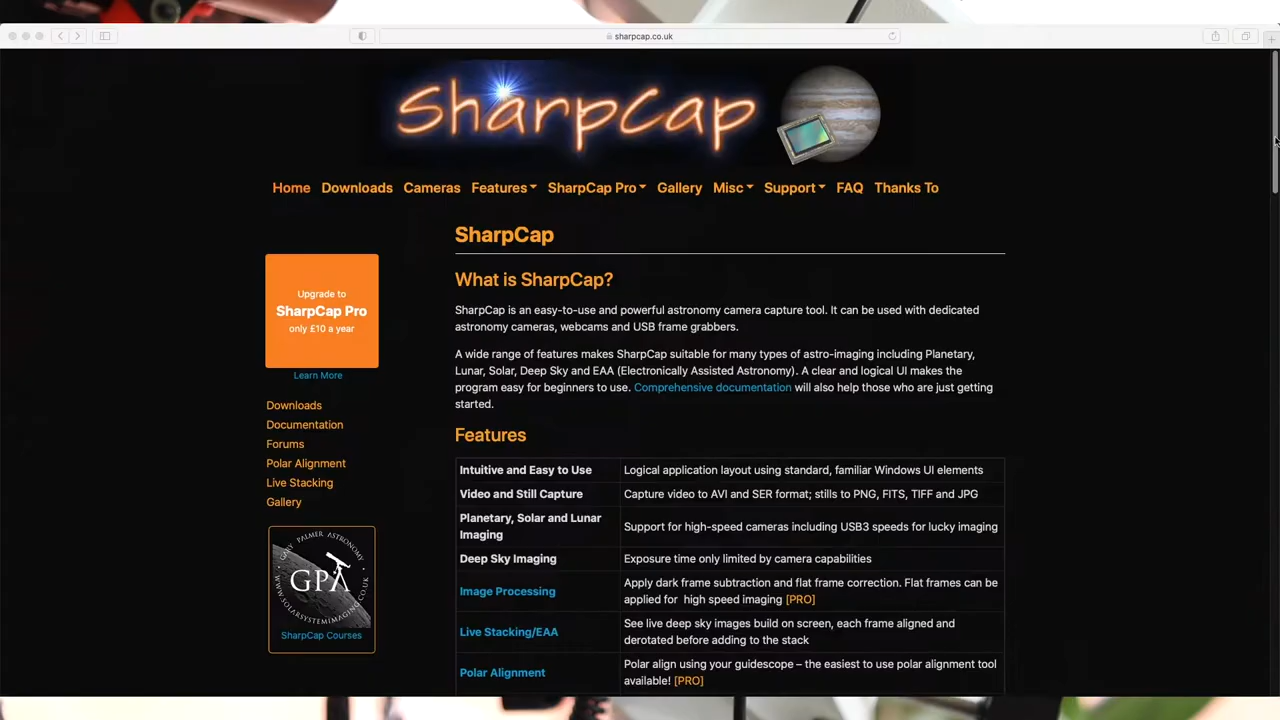 sharpcap.co.uk
SharpCap
Home Downloads Cameras Features SharpCap Pro Gallery Misc Support FAQ Thanks To
SharpCap
What is SharpCap?
SharpCap is an easy-to-use and powerful astronomy camera capture tool. It can be used with dedicated
astronomy cameras, webcams and USB frame grabbers.
A wide range of features makes SharpCap suitable for many types of astro-imaging including Planetary,
Lunar, Solar, Deep Sky and EAA (Electronically Assisted Astronomy). A clear and logical UI makes the
program easy for beginners to use. Comprehensive documentation will also help those who are just getting
started.
Upgrade to
SharpCap Pro
only £10 a year
Learn More
Downloads
Documentation
Forums
Polar Alignment
Live Stacking
Gallery
GARY PALMER ASTRONOMY
GPA
WWW.SOLARSYSTEMIMAGING.CO.UK
SharpCap Courses
Features
Intuitive and Easy to Use Logical application layout using standard, familiar Windows UI elements
Video and Still Capture Capture video to AVI and SER format; stills to PNG, FITS, TIFF and JPG
Planetary, Solar and Lunar
Imaging
Support for high-speed cameras including USB3 speeds for lucky imaging
Deep Sky Imaging Exposure time only limited by camera capabilities
Image Processing
Apply dark frame subtraction and flat frame correction. Flat frames can be
applied for high speed imaging [PRO]
Live Stacking/EAA
See live deep sky images build on screen, each frame aligned and
derotated before adding to the stack
Polar Alignment
Polar align using your guidescope – the easiest to use polar alignment tool
available! [PRO]